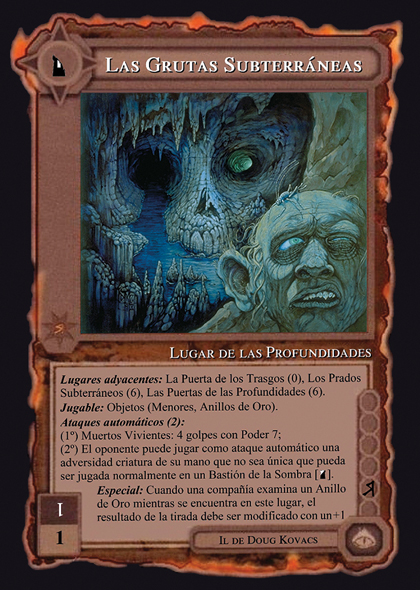 LAS GRUTAS SUBTERRÁNEAS
LUGAR DE LAS PROFUNDIDADES
Lugares adyacentes: La Puerta de los Trasgos (0), Los Prados
Subterráneos (6), Las Puertas de las Profundidades (6).
Jugable: Objetos (Menores, Anillos de Oro).
Ataques automáticos (2):
(1º) Muertos Vivientes: 4 golpes con Poder 7;
(2º) El oponente puede jugar como ataque automático una
adversidad criatura de su mano que no sea única que pueda
ser jugada normalmente en un Bastión de la Sombra [].
Especial: Cuando una compañía examina un Anillo
de Oro mientras se encuentra en este lugar, el
resultado de la tirada debe ser modificado con un+1
1
IL DE DOUG KOVACS